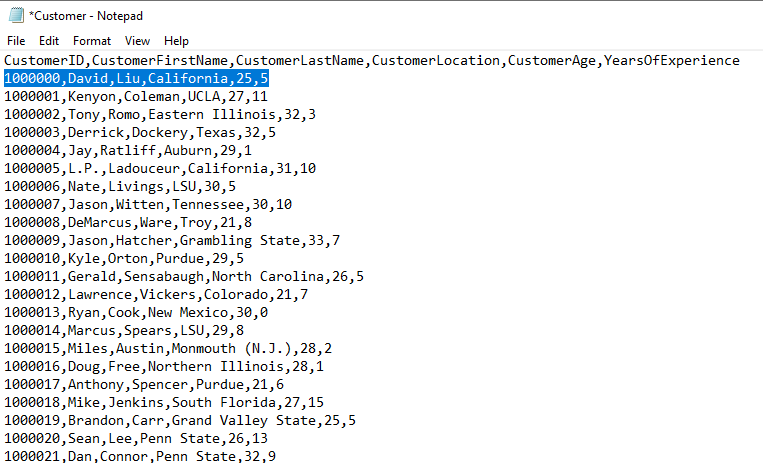 *Customer - Notepad
File Edit Format View Help
CustomerID,CustomerFirstName,CustomerLastName,CustomerLocation,CustomerAge,YearsOfExperience
1000000,David,Liu,California,25,5
1000001,Kenyon,Coleman,UCLA,27,11
1000002,Tony,Romo,Eastern Illinois,32,3
1000003,Derrick,Dockery,Texas,32,5
1000004,Jay,Ratliff,Auburn,29,1
1000005,L.P.,Ladouceur,California,31,10
1000006,Nate,Livings,LSU,30,5
1000007,Jason,Witten,Tennessee,30,10
1000008,DeMarcus,Ware,Troy,21,8
1000009,Jason,Hatcher,Grambling State,33,7
1000010,Kyle,Orton,Purdue,29,5
1000011,Gerald,Sensabaugh,North Carolina,26,5
1000012,Lawrence,Vickers,Colorado,21,7
1000013,Ryan,Cook,New Mexico,30,0
1000014,Marcus,Spears,LSU,29,8
1000015,Miles,Austin,Monmouth (N.J.),28,2
1000016,Doug,Free,Northern Illinois,28,1
1000017,Anthony,Spencer,Purdue,21,6
1000018,Mike,Jenkins,South Florida,27,15
1000019,Brandon,Carr,Grand Valley State,25,5
1000020,Sean,Lee,Penn State,26,13
1000021,Dan,Connor,Penn State,32,9